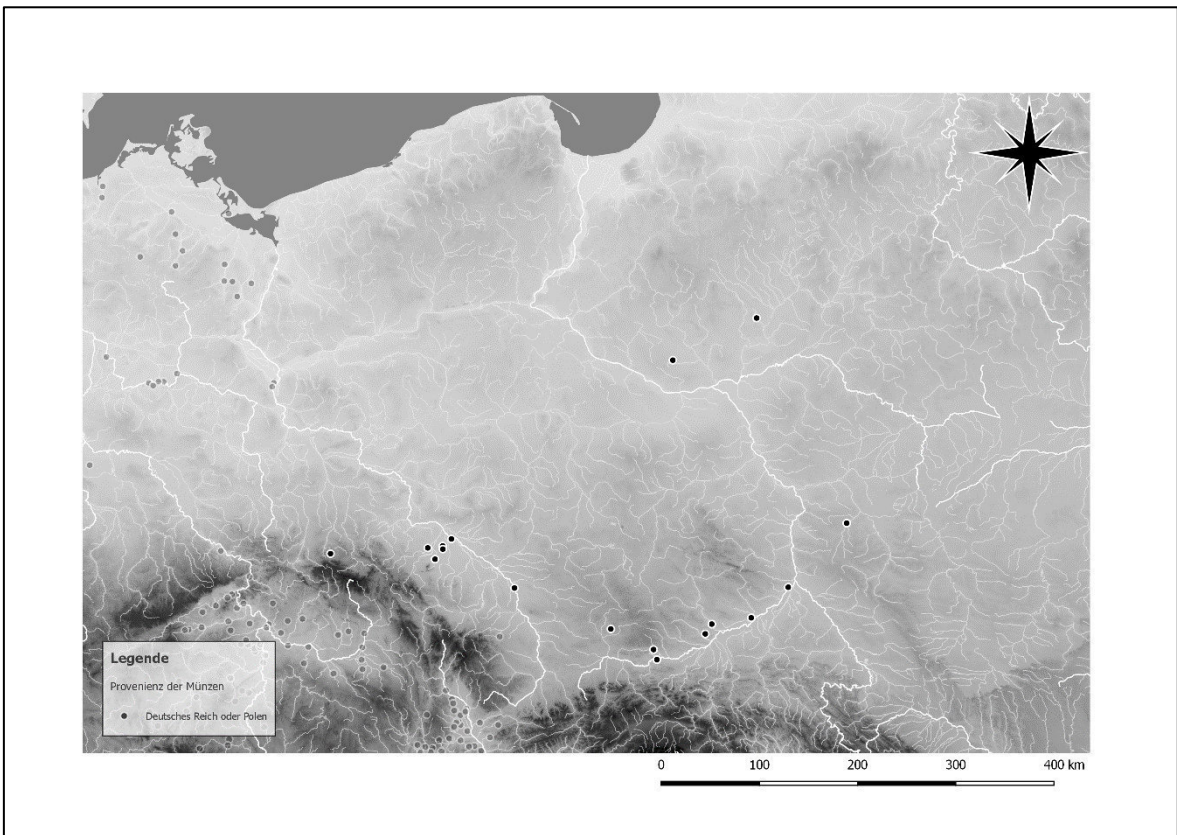 Legende
Provenienz der Münzen
Deutsches Reich oder Polen
0 100 200 300 400 km